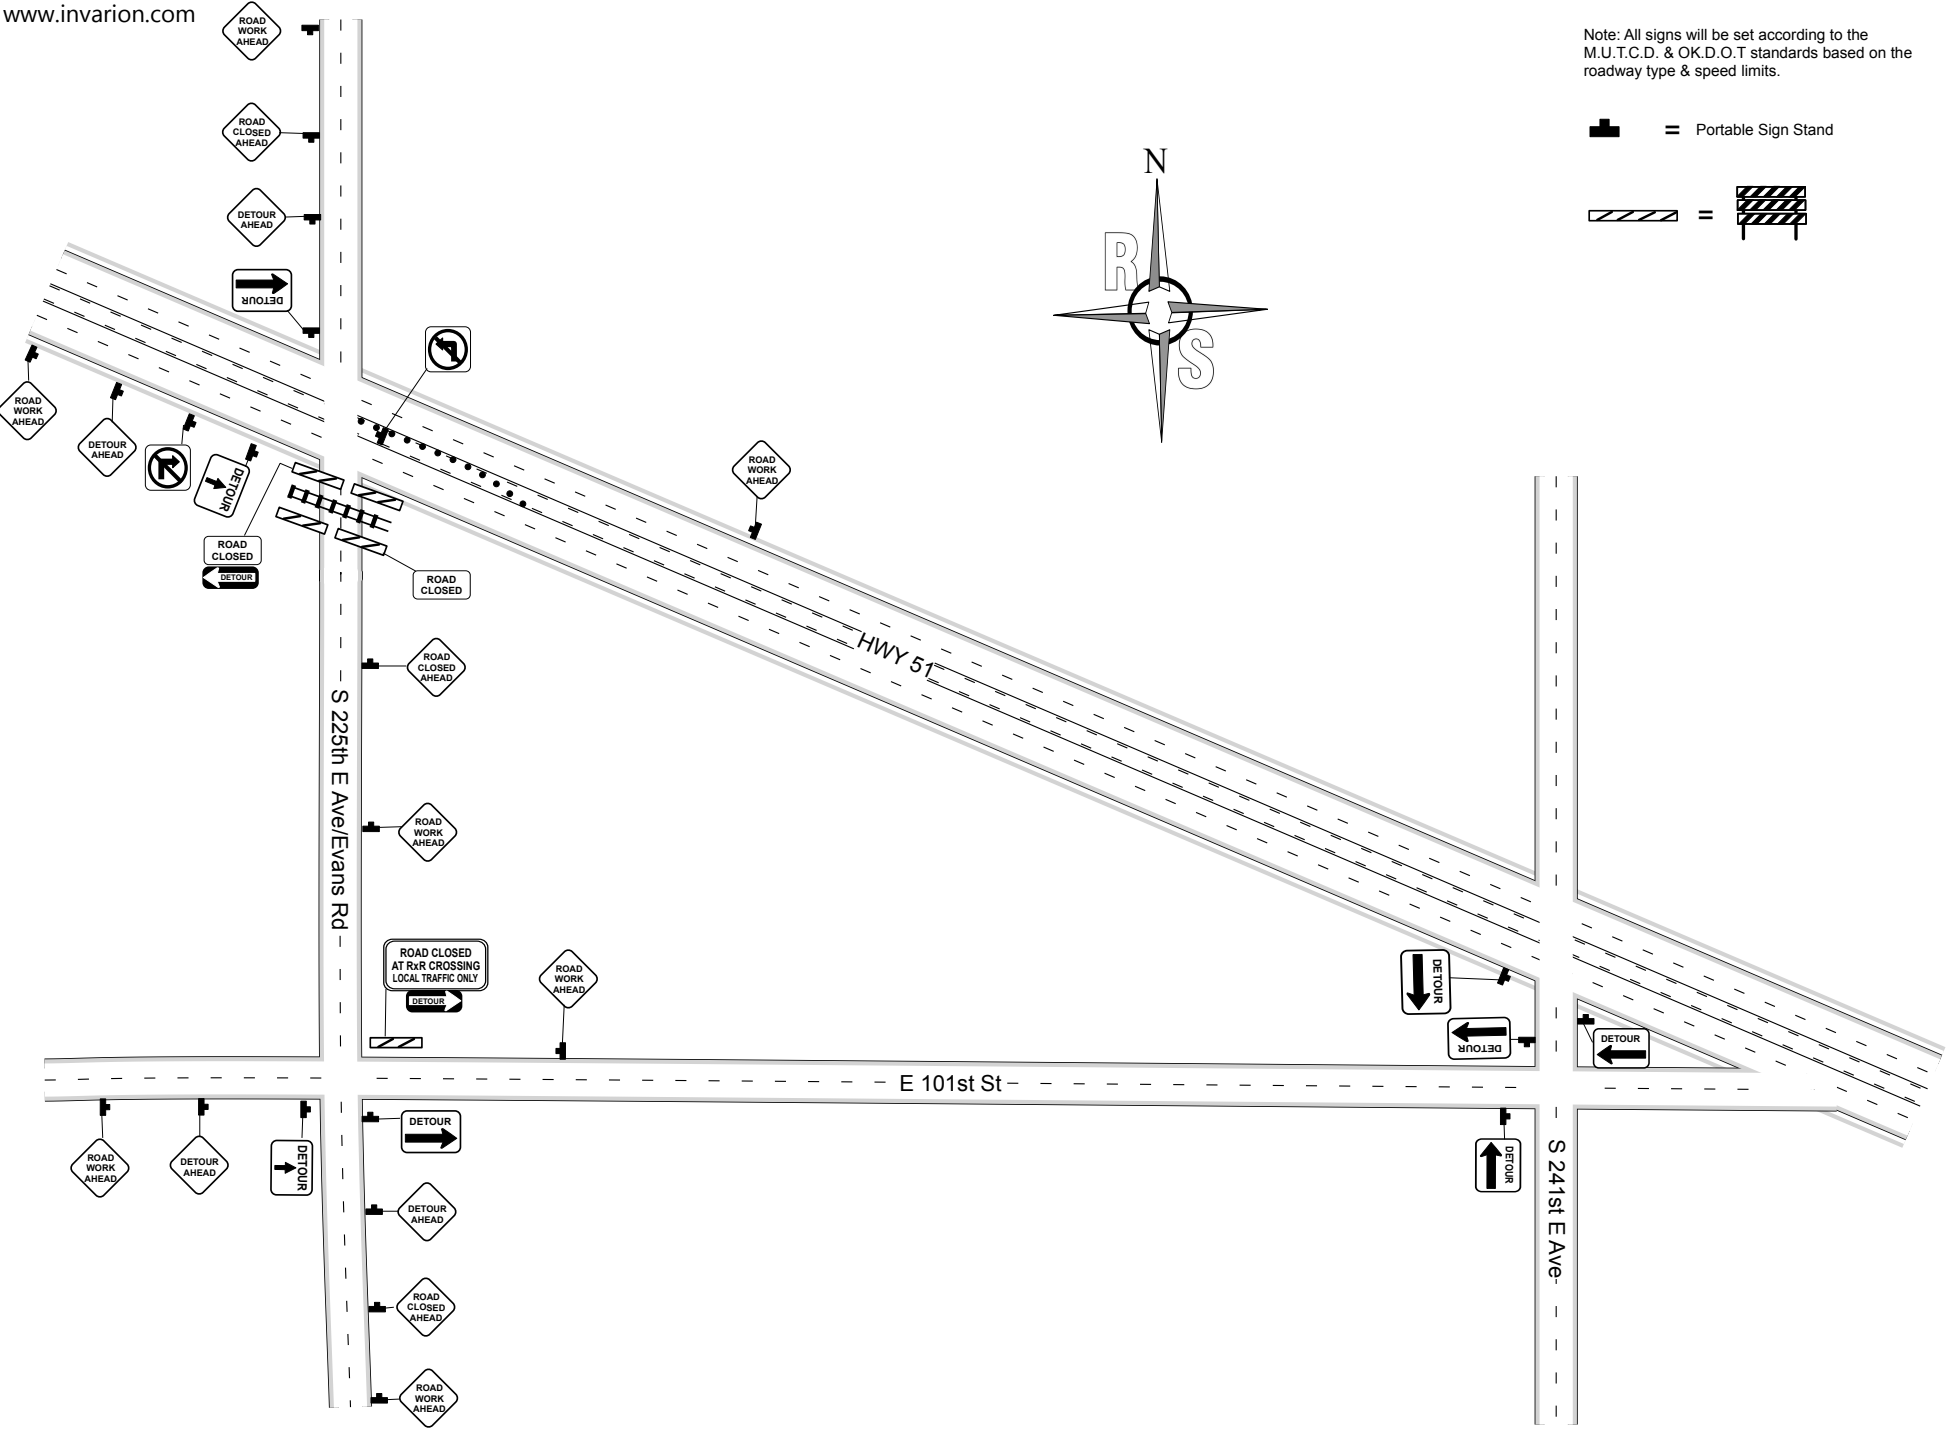 www.invarion.com
ROAD
WORK
AHEAD
Note: All signs will be set according to the
M.U.T.C.D. & OK.D.O.T standards based on the
roadway type & speed limits.
ROAD
CLOSED
AHEAD
= Portable Sign Stand
N
DETOUR
AHEAD
=
R
S
DETOUR
ROAD
WORK
AHEAD
DETOUR
AHEAD
DETOUR
ROAD
WORK
AHEAD
ROAD
CLOSED
DETOUR
ROAD
CLOSED
HWY 51
ROAD
CLOSED
AHEAD
S 225th E Ave/Evans Rd
ROAD
WORK
AHEAD
ROAD CLOSED
AT RxR CROSSING
LOCAL TRAFFIC ONLY
DETOUR
ROAD
WORK
AHEAD
DETOUR
DETOUR
DETOUR
E 101st St
ROAD
WORK
AHEAD
DETOUR
AHEAD
DETOUR
DETOUR
DETOUR
S 241st E Ave
DETOUR
AHEAD
ROAD
CLOSED
AHEAD
ROAD
WORK
AHEAD